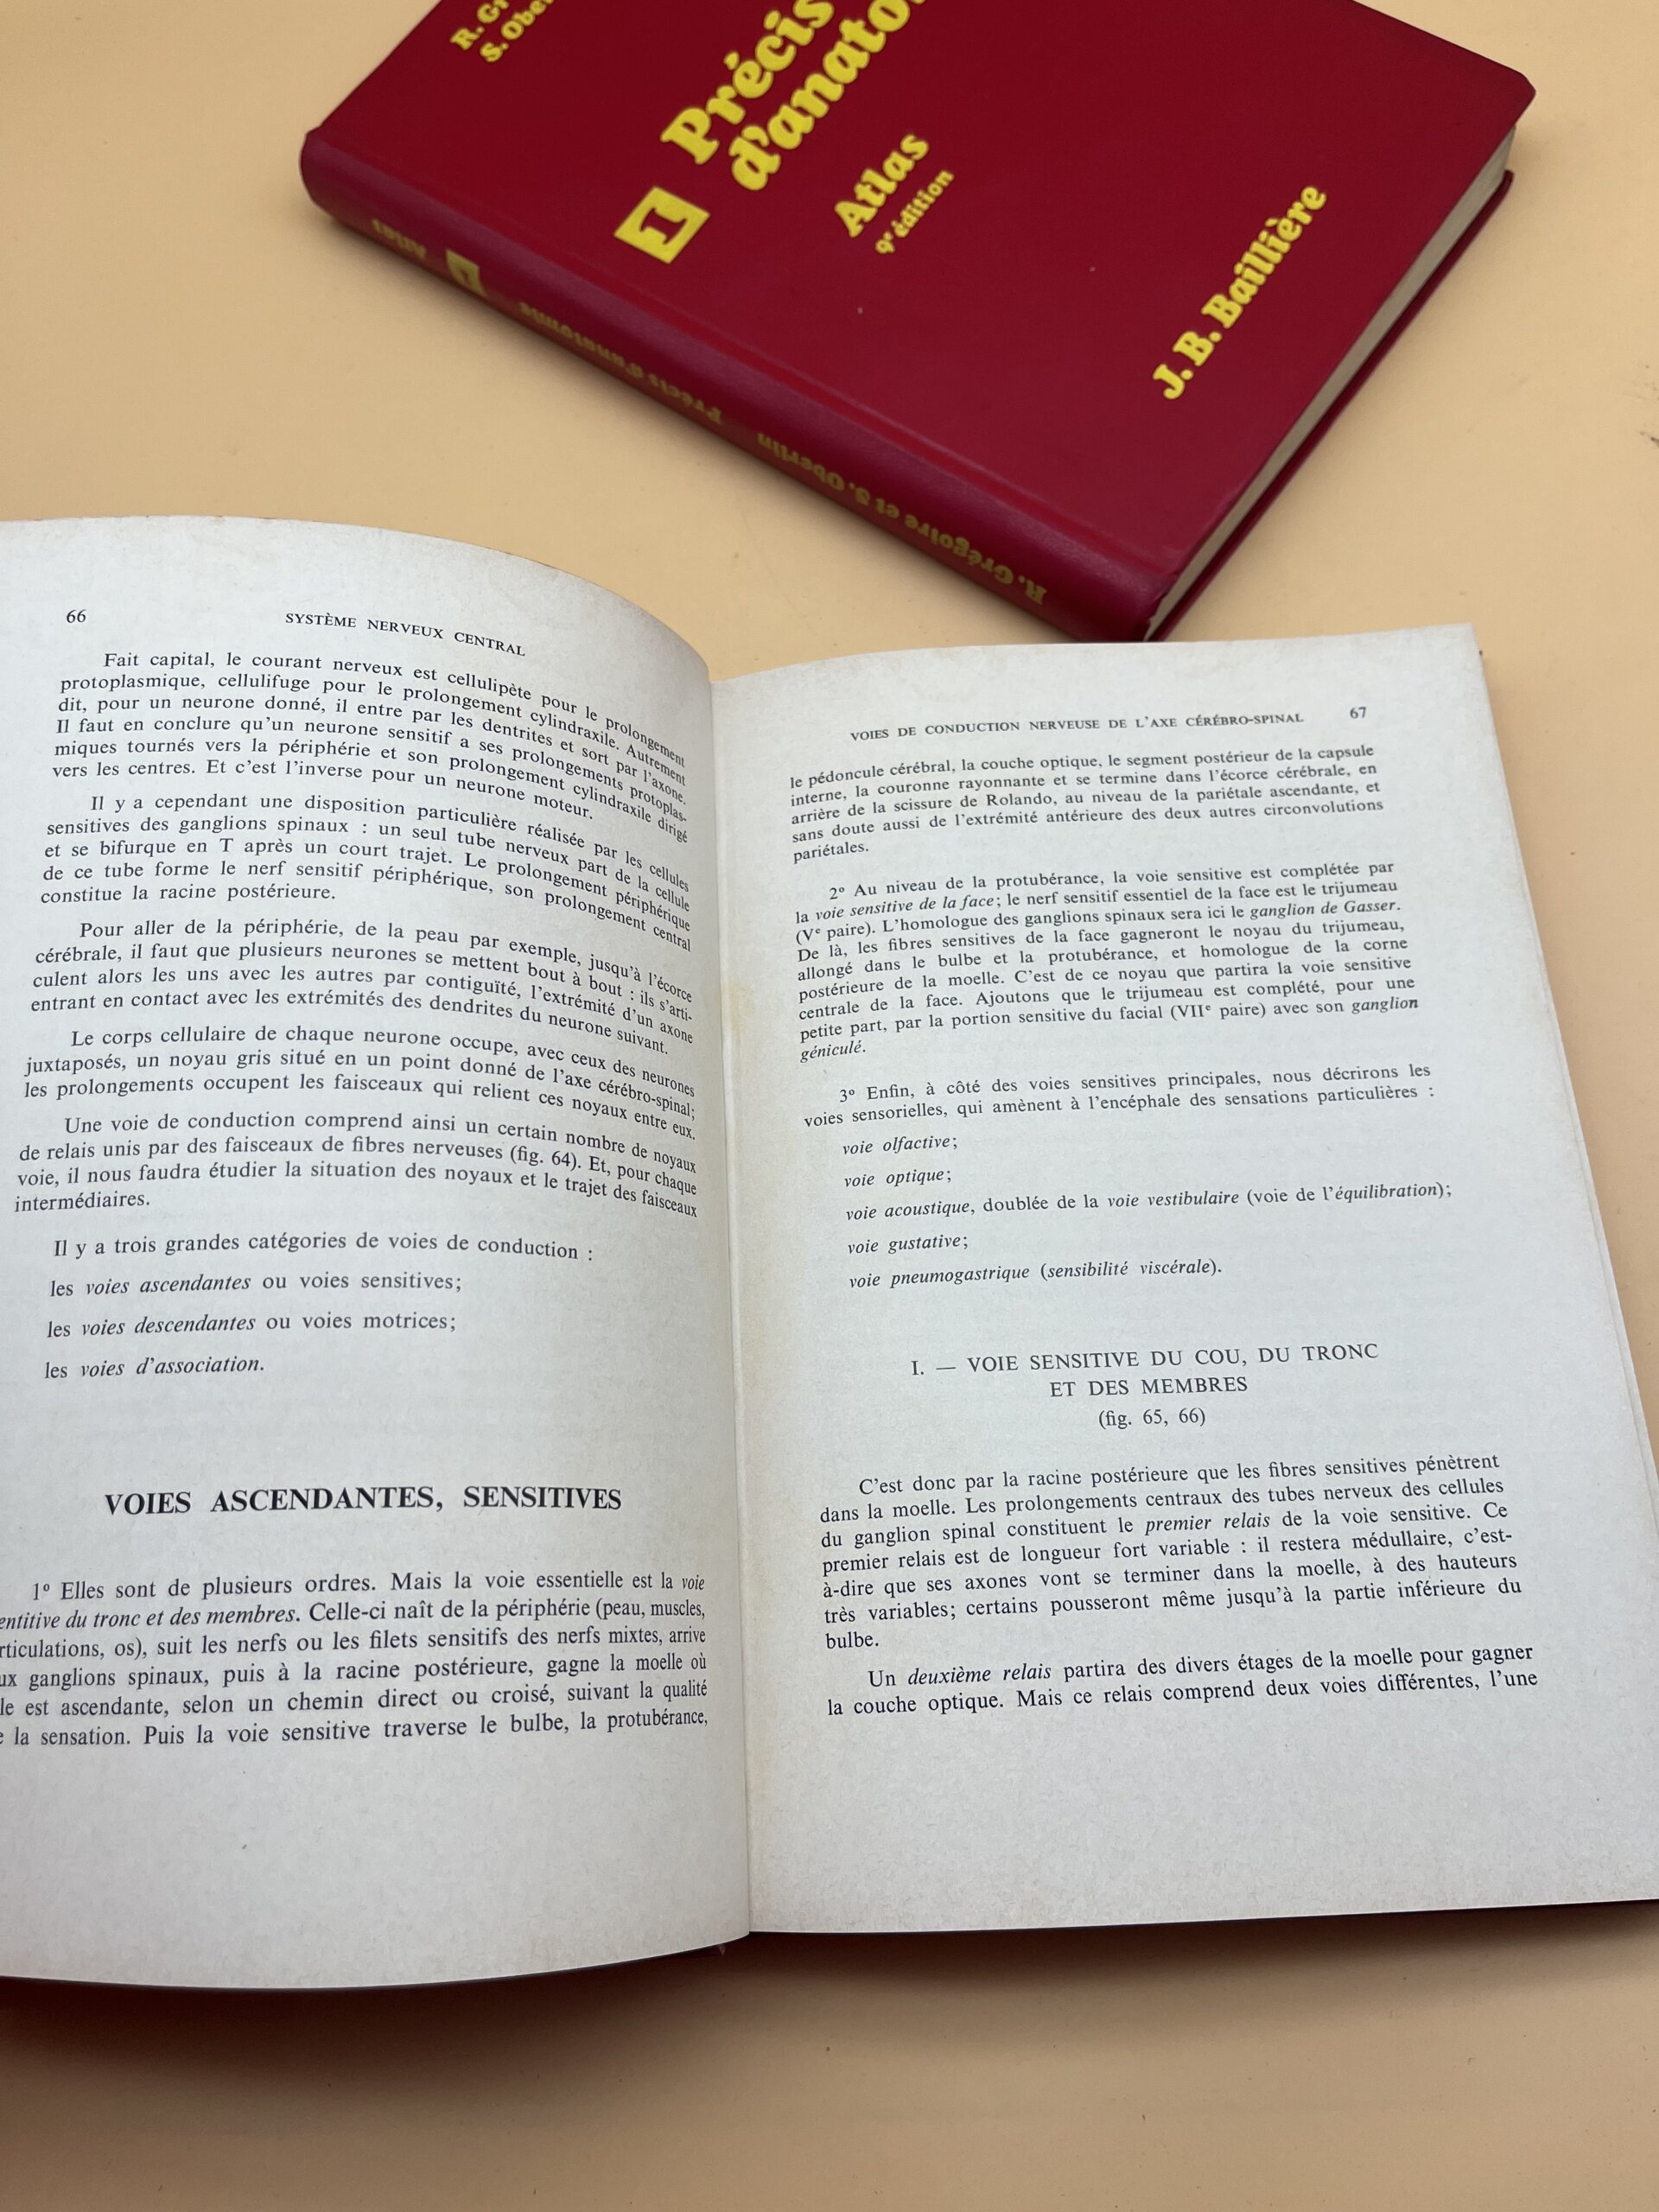 R. Gr
S. Ober
Précis
d'anato
1
Atlas
9e édition
J. B. Baillière
R. Grégoire et S. Oberlin Précis d'anatomie 1 Atlas
66 SYSTÈME NERVEUX CENTRAL
Fait capital, le courant nerveux est cellulipète pour le prolongement
protoplasmique, cellulifuge pour le prolongement cylindraxile. Autrement
dit, pour un neurone donné, il entre par les dentrites et sort par l'axone.
Il faut en conclure qu'un neurone sensitif a ses prolongements protoplas-
miques tournés vers la périphérie et son prolongement cylindraxile dirigé
vers les centres. Et c'est l'inverse pour un neurone moteur.
Il y a cependant une disposition particulière réalisée par les cellules
sensitives des ganglions spinaux : un seul tube nerveux part de la cellule
et se bifurque en T après un court trajet. Le prolongement périphérique
de ce tube forme le nerf sensitif périphérique, son prolongement central
constitue la racine postérieure.
Pour aller de la périphérie, de la peau par exemple, jusqu'à l'écorce
cérébrale, il faut que plusieurs neurones se mettent bout à bout : ils s'arti-
culent alors les uns avec les autres par contiguïté, l'extrémité d'un axone
entrant en contact avec les extrémités des dendrites du neurone suivant.
Le corps cellulaire de chaque neurone occupe, avec ceux des neurones
juxtaposés, un noyau gris situé en un point donné de l'axe cérébro-spinal;
les prolongements occupent les faisceaux qui relient ces noyaux entre eux.
Une voie de conduction comprend ainsi un certain nombre de noyaux
de relais unis par des faisceaux de fibres nerveuses (fig. 64). Et, pour chaque
voie, il nous faudra étudier la situation des noyaux et le trajet des faisceaux
intermédiaires.
Il y a trois grandes catégories de voies de conduction :
les voies ascendantes ou voies sensitives;
les voies descendantes ou voies motrices;
les voies d'association.
VOIES ASCENDANTES, SENSITIVES
1º Elles sont de plusieurs ordres. Mais la voie essentielle est la voie
entitive du tronc et des membres. Celle-ci naît de la périphérie (peau, muscles,
rticulations, os), suit les nerfs ou les filets sensitifs des nerfs mixtes, arrive
ux ganglions spinaux, puis à la racine postérieure, gagne la moelle où
le est ascendante, selon un chemin direct ou croisé, suivant la qualité
e la sensation. Puis la voie sensitive traverse le bulbe, la protubérance,
VOIES DE CONDUCTION NERVEUSE DE L'AXE CÉRÉBRO-SPINAL 67
le pédoncule cérébral, la couche optique, le segment postérieur de la capsule
interne, la couronne rayonnante et se termine dans l'écorce cérébrale, en
arrière de la scissure de Rolando, au niveau de la pariétale ascendante, et
sans doute aussi de l'extrémité antérieure des deux autres circonvolutions
pariétales.
2º Au niveau de la protubérance, la voie sensitive est complétée par
la voie sensitive de la face; le nerf sensitif essentiel de la face est le trijumeau
(Ve paire). L'homologue des ganglions spinaux sera ici le ganglion de Gasser.
De là, les fibres sensitives de la face gagneront le noyau du trijumeau,
allongé dans le bulbe et la protubérance, et homologue de la corne
postérieure de la moelle. C'est de ce noyau que partira la voie sensitive
centrale de la face. Ajoutons que le trijumeau est complété, pour une
petite part, par la portion sensitive du facial (VIIe paire) avec son ganglion
géniculé.
3º Enfin, à côté des voies sensitives principales, nous décrirons les
voies sensorielles, qui amènent à l'encéphale des sensations particulières :
voie olfactive;
voie optique;
voie acoustique, doublée de la voie vestibulaire (voie de l'équilibration);
voie gustative;
voie pneumogastrique (sensibilité viscérale).
I. — VOIE SENSITIVE DU COU, DU TRONC
ET DES MEMBRES
(fig. 65, 66)
C'est donc par la racine postérieure que les fibres sensitives pénètrent
dans la moelle. Les prolongements centraux des tubes nerveux des cellules
du ganglion spinal constituent le premier relais de la voie sensitive. Ce
premier relais est de longueur fort variable : il restera médullaire, c'est-
à-dire que ses axones vont se terminer dans la moelle, à des hauteurs
très variables; certains pousseront même jusqu'à la partie inférieure du
bulbe.
Un deuxième relais partira des divers étages de la moelle pour gagner
la couche optique. Mais ce relais comprend deux voies différentes, l'une